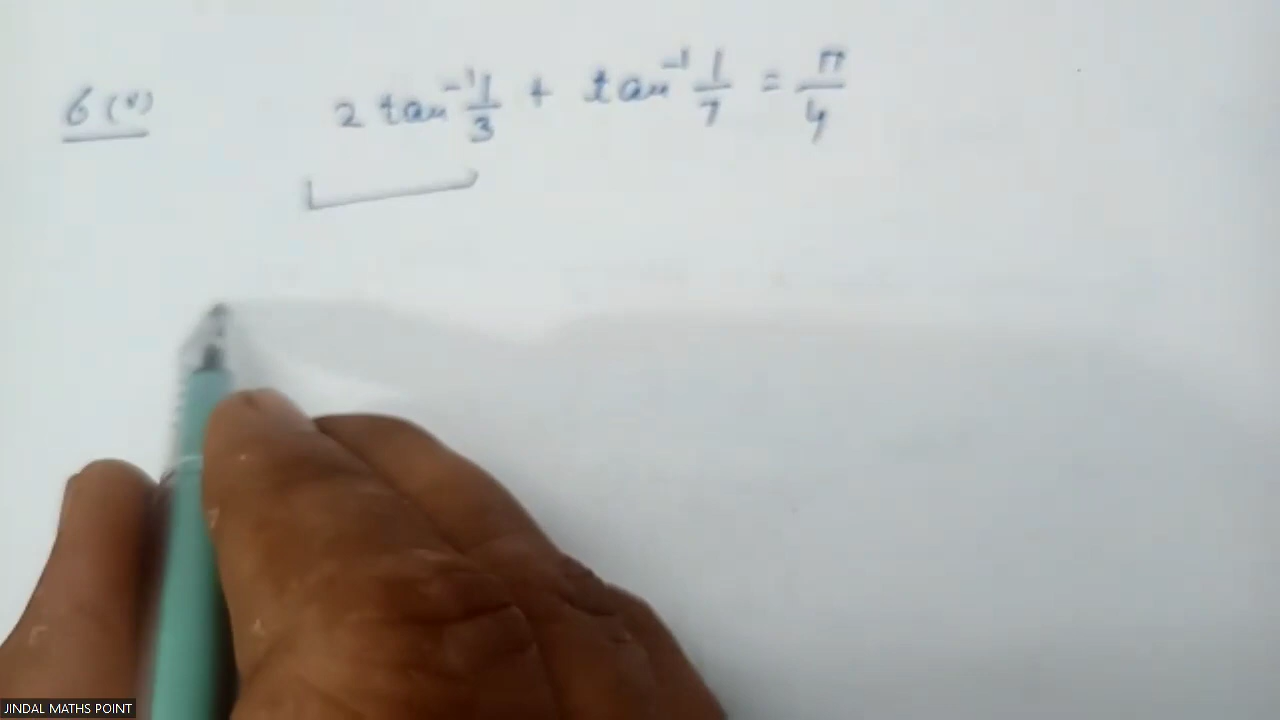 6(v) 2 tan⁻¹ 1/3 + tan⁻¹ 1/7 = π/4
JINDAL MATHS POINT